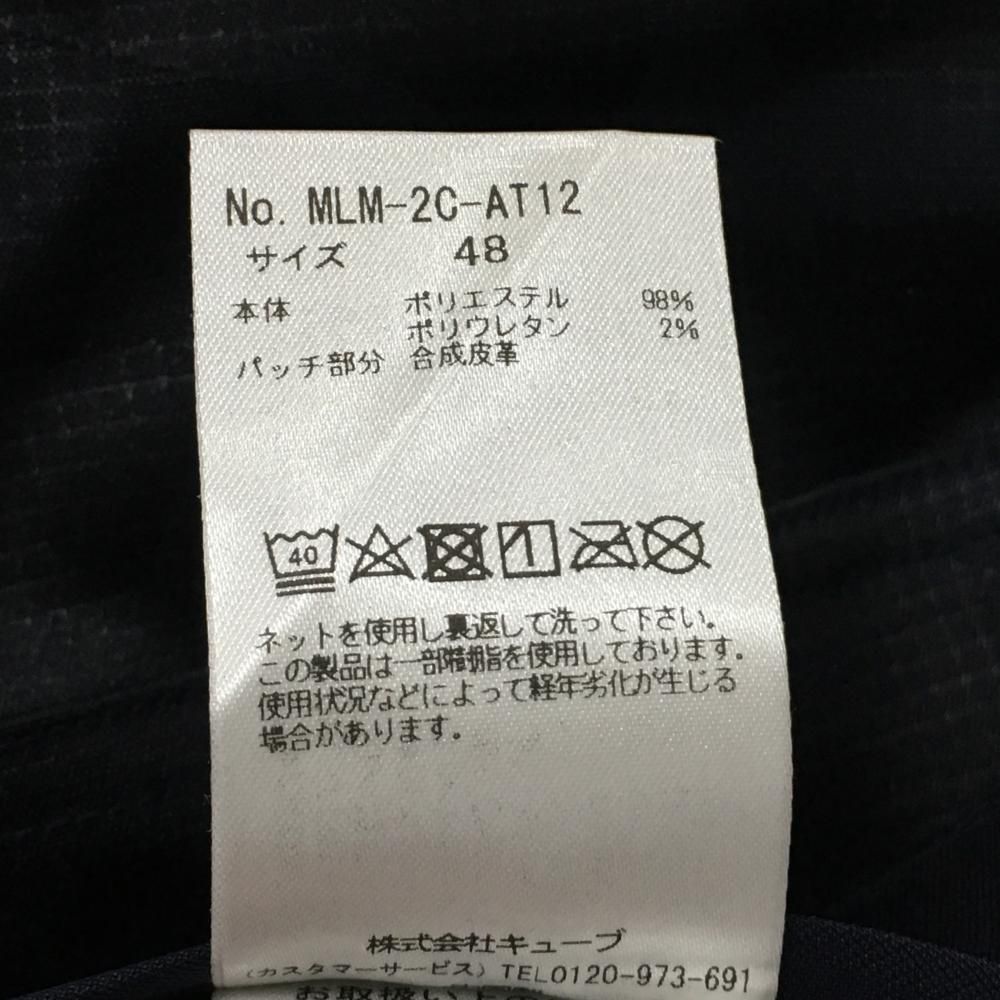 No. MLM-2C-AT12
サイズ 48
本体 ポリエステル 98%
ポリウレタン 2%
パッチ部分 合成皮革
40
ネットを使用し裏返して洗って下さい。
この製品は一部樹脂を使用しております。
使用状況などによって経年劣化が生じる
場合があります。
株式会社キューブ
(カスタマーサービス) TEL0120-973-691
お取扱い上の